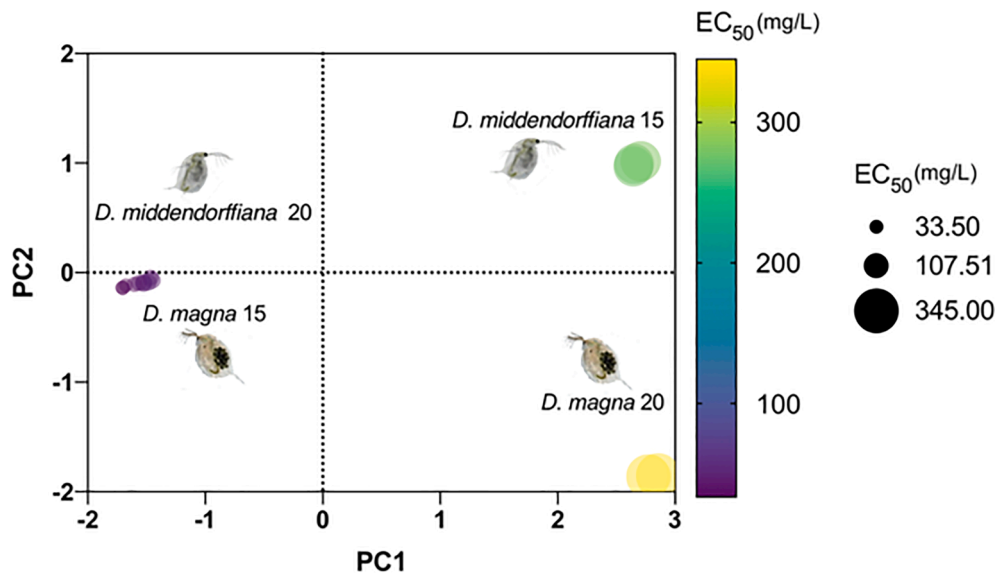 EC50 (mg/L)
2
D. middendorffiana 15
300
1
EC50 (mg/L)
D. middendorffiana 20
33.50
PC2
0
200
107.51
D. magna 15
345.00
-1
D. magna 20
100
-2
-2 -1 0 1 2 3
PC1